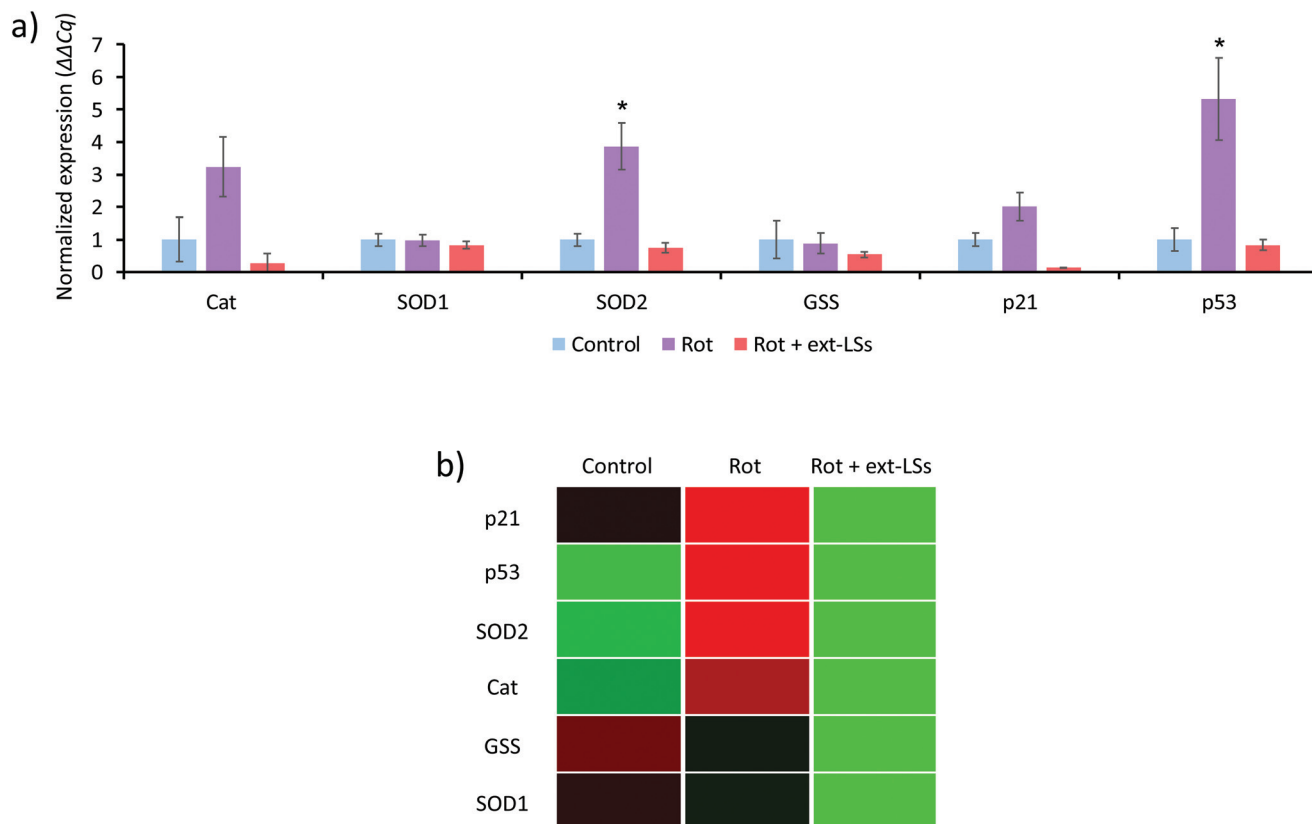 a)
Normalized expression (ΔΔCq)
7
6
5
4
3
2
1
0
*
*
Cat SOD1 SOD2 GSS p21 p53
Control Rot Rot + ext-LSs
b)
Control Rot Rot + ext-LSs
p21
p53
SOD2
Cat
GSS
SOD1